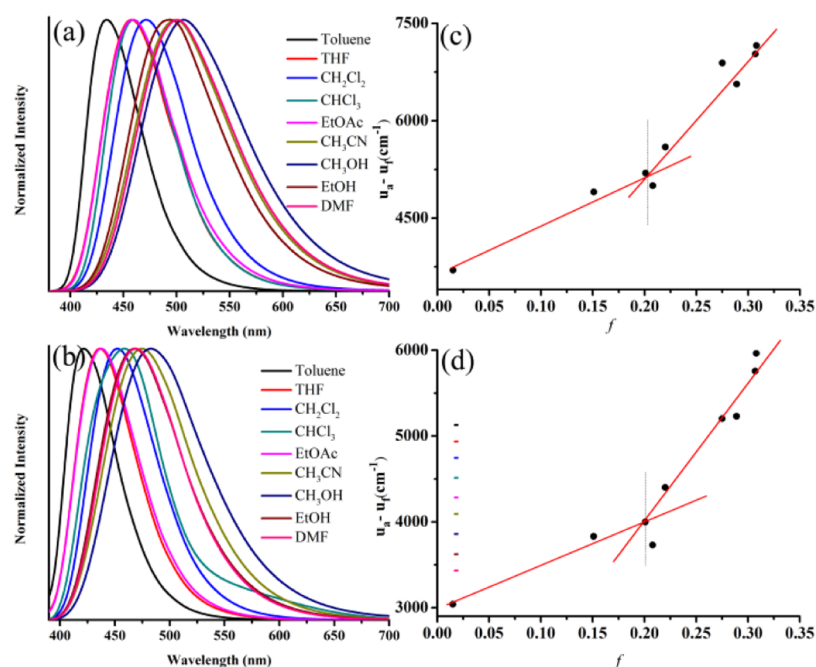 (a)
Toluene
THF
CH₂Cl₂
CHCl₃
EtOAc
CH₃CN
CH₃OH
EtOH
DMF
Normalized Intensity
400 450 500 550 600 650 700
Wavelength (nm)
(c)
7500
6000
4500
uₐ- u_f(cm⁻¹)
0.00 0.05 0.10 0.15 0.20 0.25 0.30 0.35
f
(b)
Toluene
THF
CH₂Cl₂
CHCl₃
EtOAc
CH₃CN
CH₃OH
EtOH
DMF
Normalized Intensity
400 450 500 550 600 650 700
Wavelength (nm)
(d)
6000
5000
4000
3000
uₐ- u_f(cm⁻¹)
0.00 0.05 0.10 0.15 0.20 0.25 0.30 0.35
f